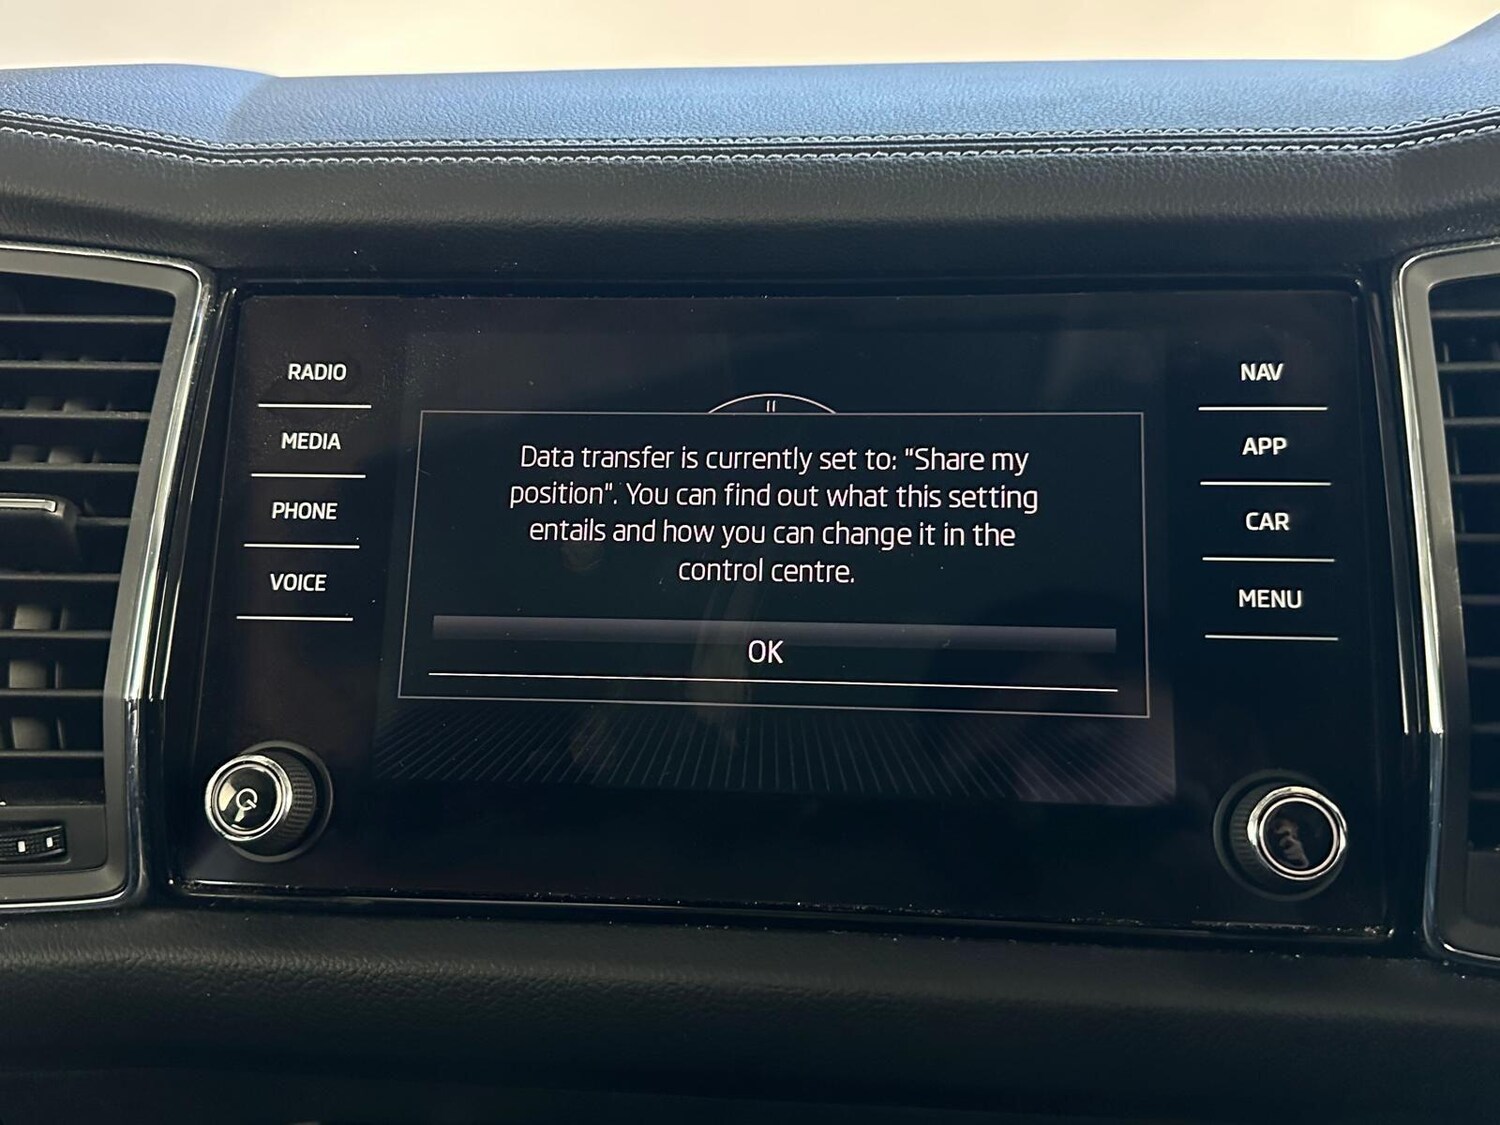 RADIO
MEDIA
PHONE
VOICE
Data transfer is currently set to: "Share my
position". You can find out what this setting
entails and how you can change it in the
control centre.
OK
NAV
APP
CAR
MENU